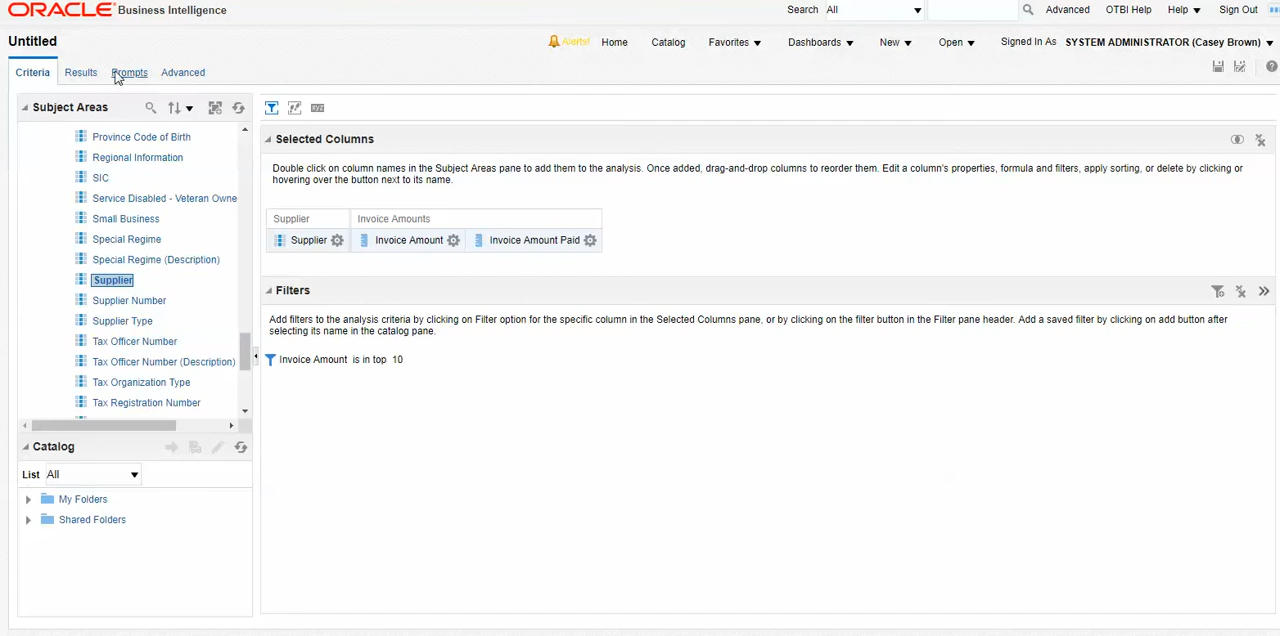 ORACLE Business Intelligence
Search All Advanced OTBI Help Help Sign Out
Untitled
Alerts! Home Catalog Favorites Dashboards New Open Signed In As SYSTEM ADMINISTRATOR (Casey Brown)
Criteria Results Prompts Advanced
Subject Areas
Province Code of Birth
Regional Information
SIC
Service Disabled - Veteran Owne
Small Business
Special Regime
Special Regime (Description)
Supplier
Supplier Number
Supplier Type
Tax Officer Number
Tax Officer Number (Description)
Tax Organization Type
Tax Registration Number
Catalog
List All
My Folders
Shared Folders
Selected Columns
Double click on column names in the Subject Areas pane to add them to the analysis. Once added, drag-and-drop columns to reorder them. Edit a column's properties, formula and filters, apply sorting, or delete by clicking or
hovering over the button next to its name.
Supplier Invoice Amounts
Supplier Invoice Amount Invoice Amount Paid
Filters
Add filters to the analysis criteria by clicking on Filter option for the specific column in the Selected Columns pane, or by clicking on the filter button in the Filter pane header. Add a saved filter by clicking on add button after
selecting its name in the catalog pane.
Invoice Amount is in top 10